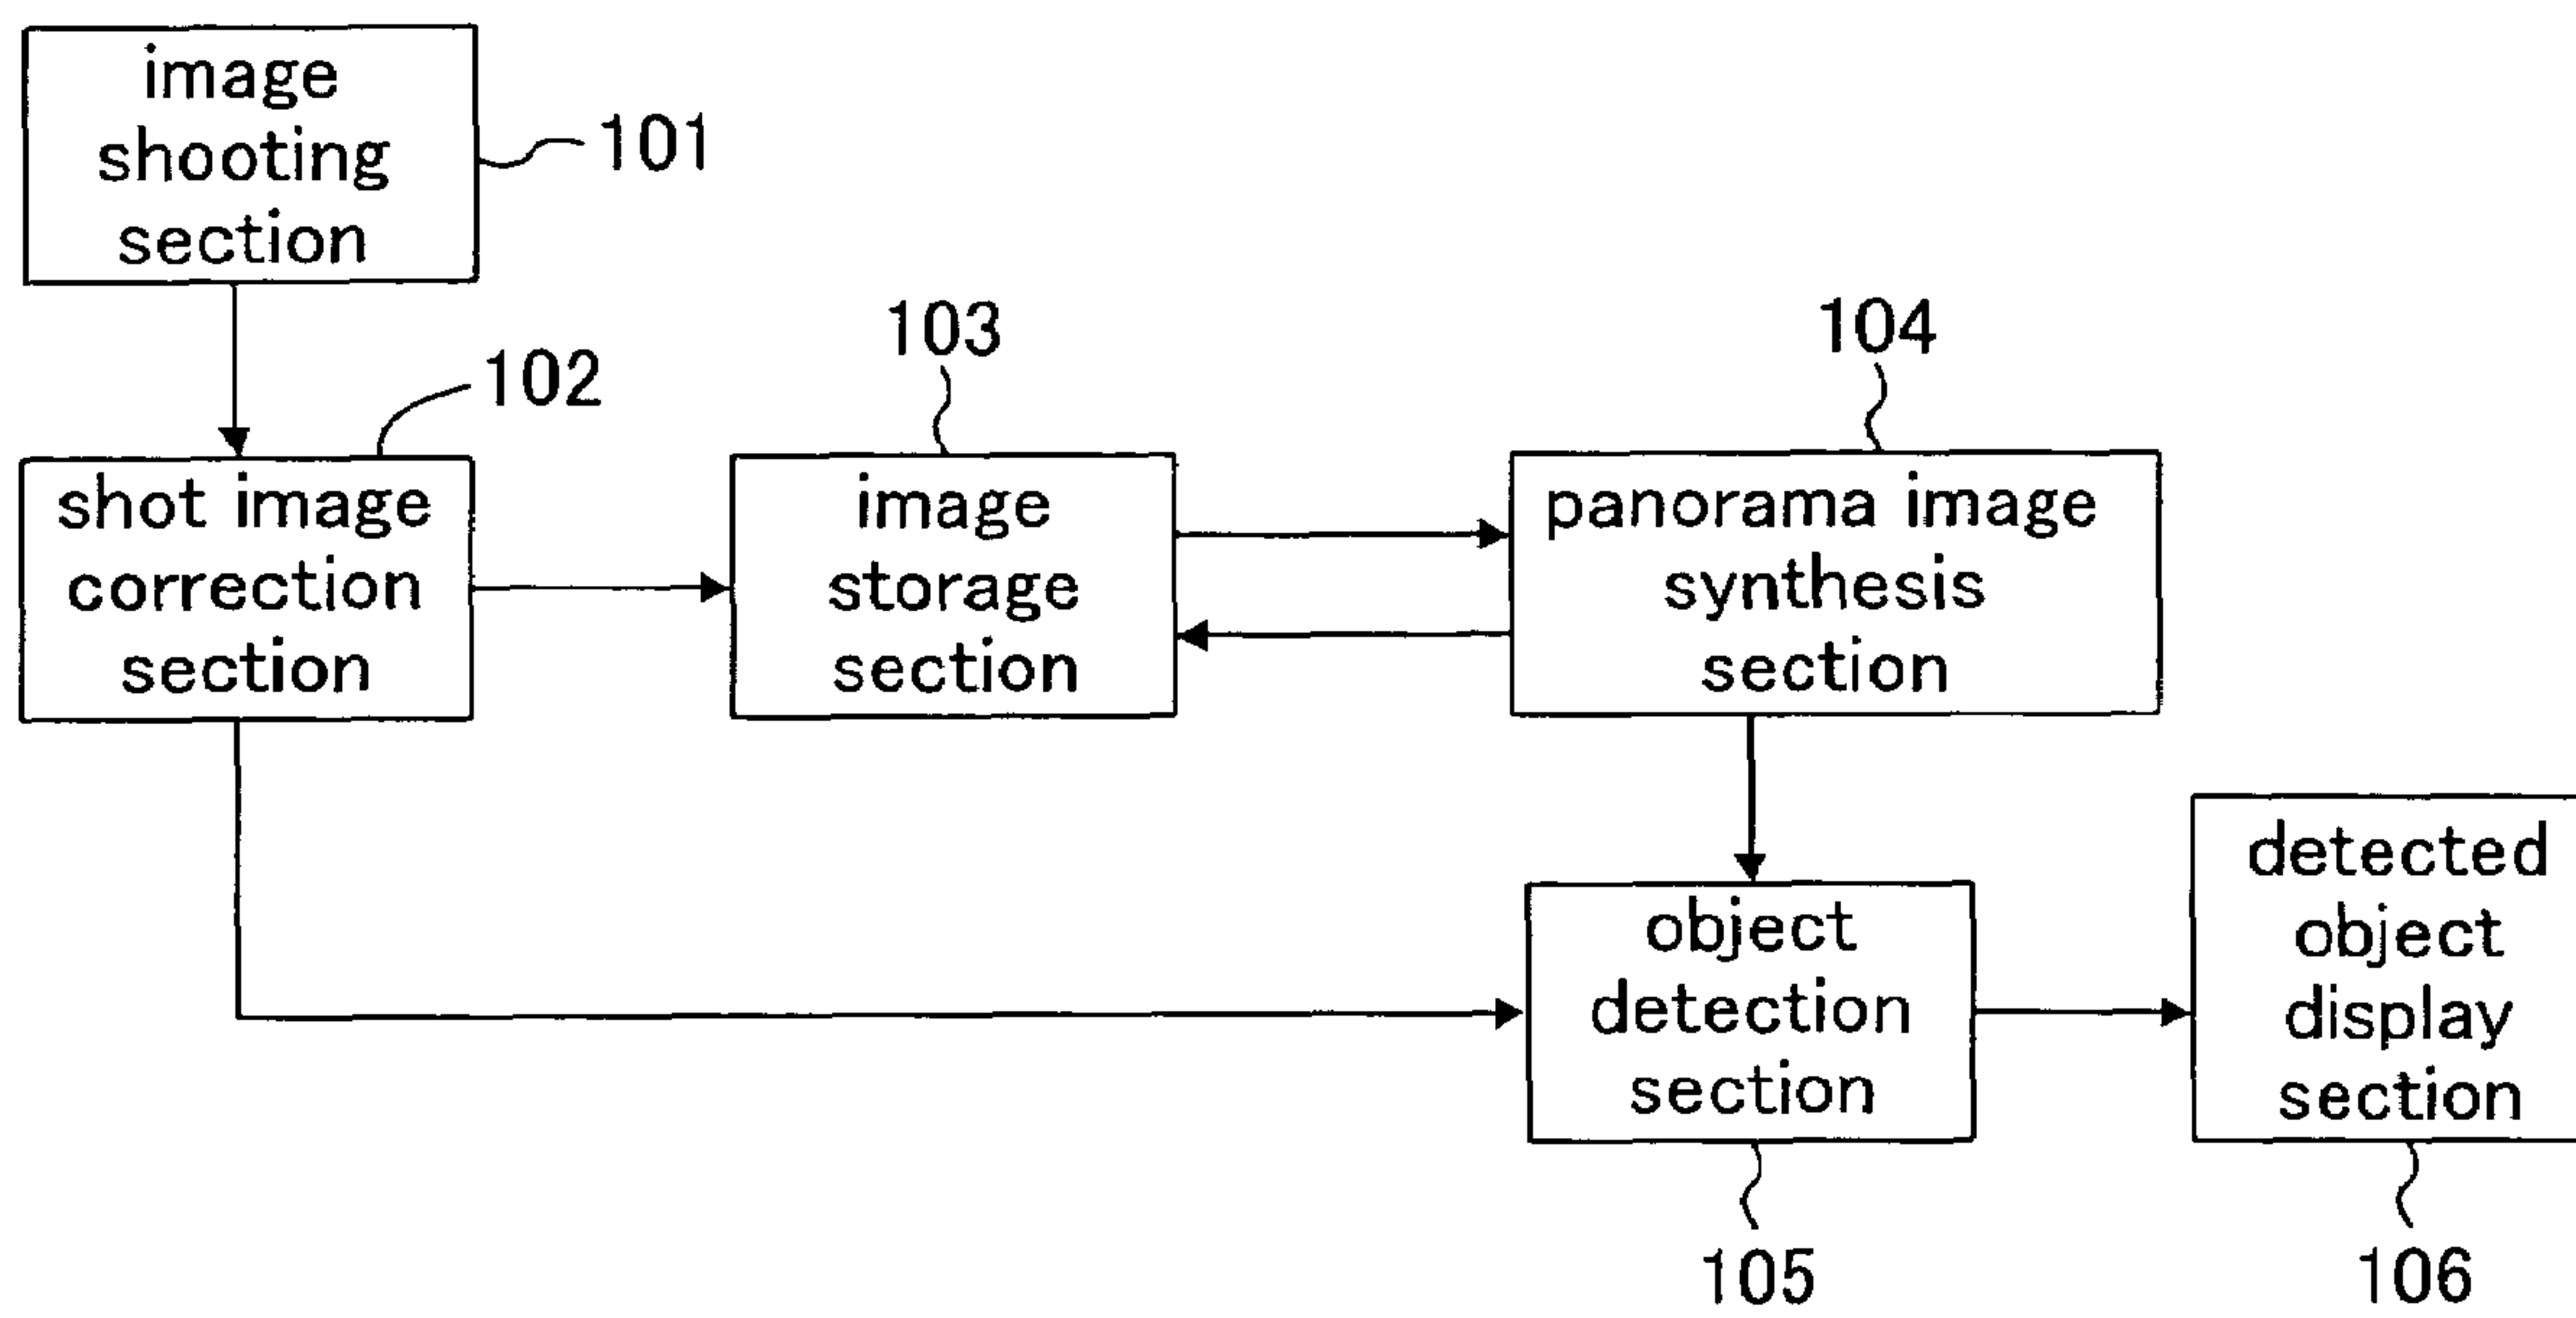 image
shooting
section
101
102
shot image
correction
section
103
image
storage
section
104
panorama image
synthesis
section
object
detection
section
105
detected
object
display
section
106